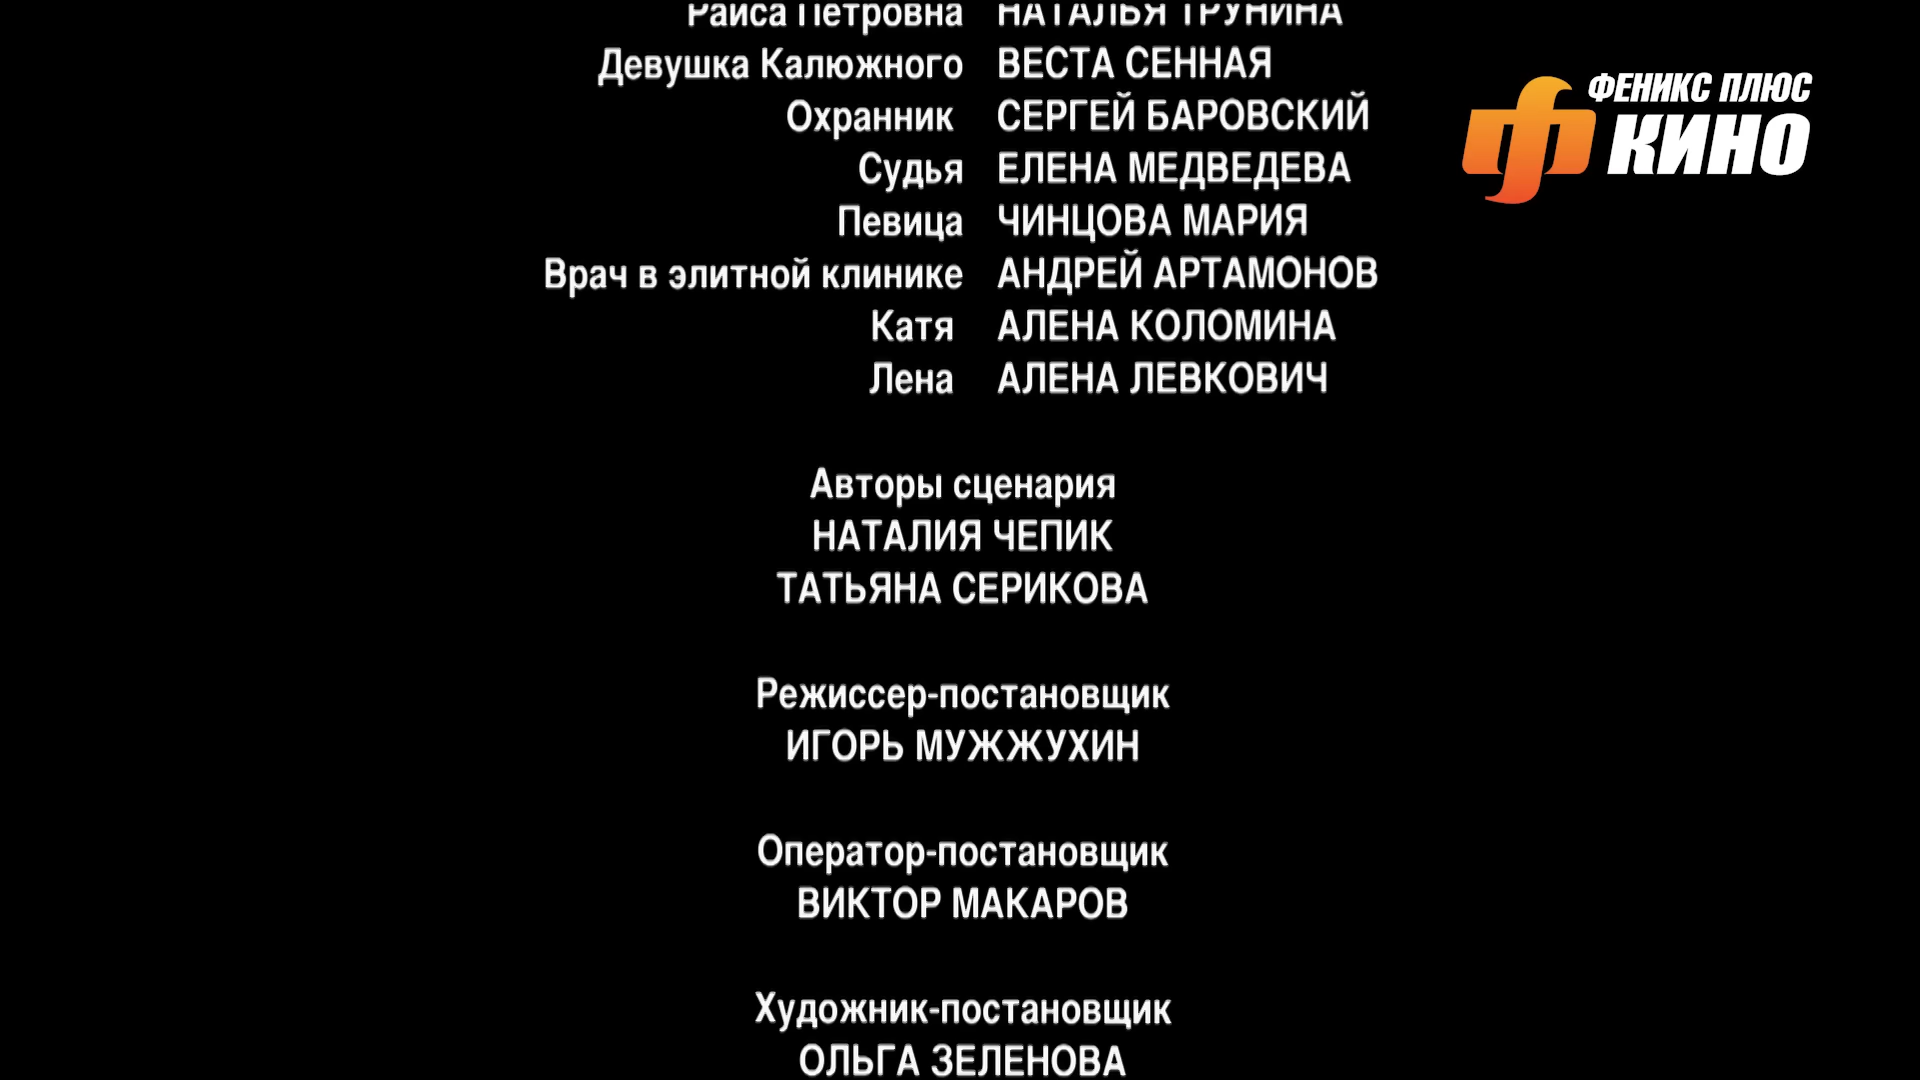 Раиса Петровна НАТАЛЬЯ ТРУНИНА
Девушка Калюжного ВЕСТА СЕННАЯ
Охранник СЕРГЕЙ БАРОВСКИЙ
Судья ЕЛЕНА МЕДВЕДЕВА
Певица ЧИНЦОВА МАРИЯ
Врач в элитной клинике АНДРЕЙ АРТАМОНОВ
Катя АЛЕНА КОЛОМИНА
Лена АЛЕНА ЛЕВКОВИЧ
Авторы сценария
НАТАЛИЯ ЧЕПИК
ТАТЬЯНА СЕРИКОВА
Режиссер-постановщик
ИГОРЬ МУЖЖУХИН
Оператор-постановщик
ВИКТОР МАКАРОВ
Художник-постановщик
ОЛЬГА ЗЕЛЕНОВА
ФЕНИКС ПЛЮС
КИНО